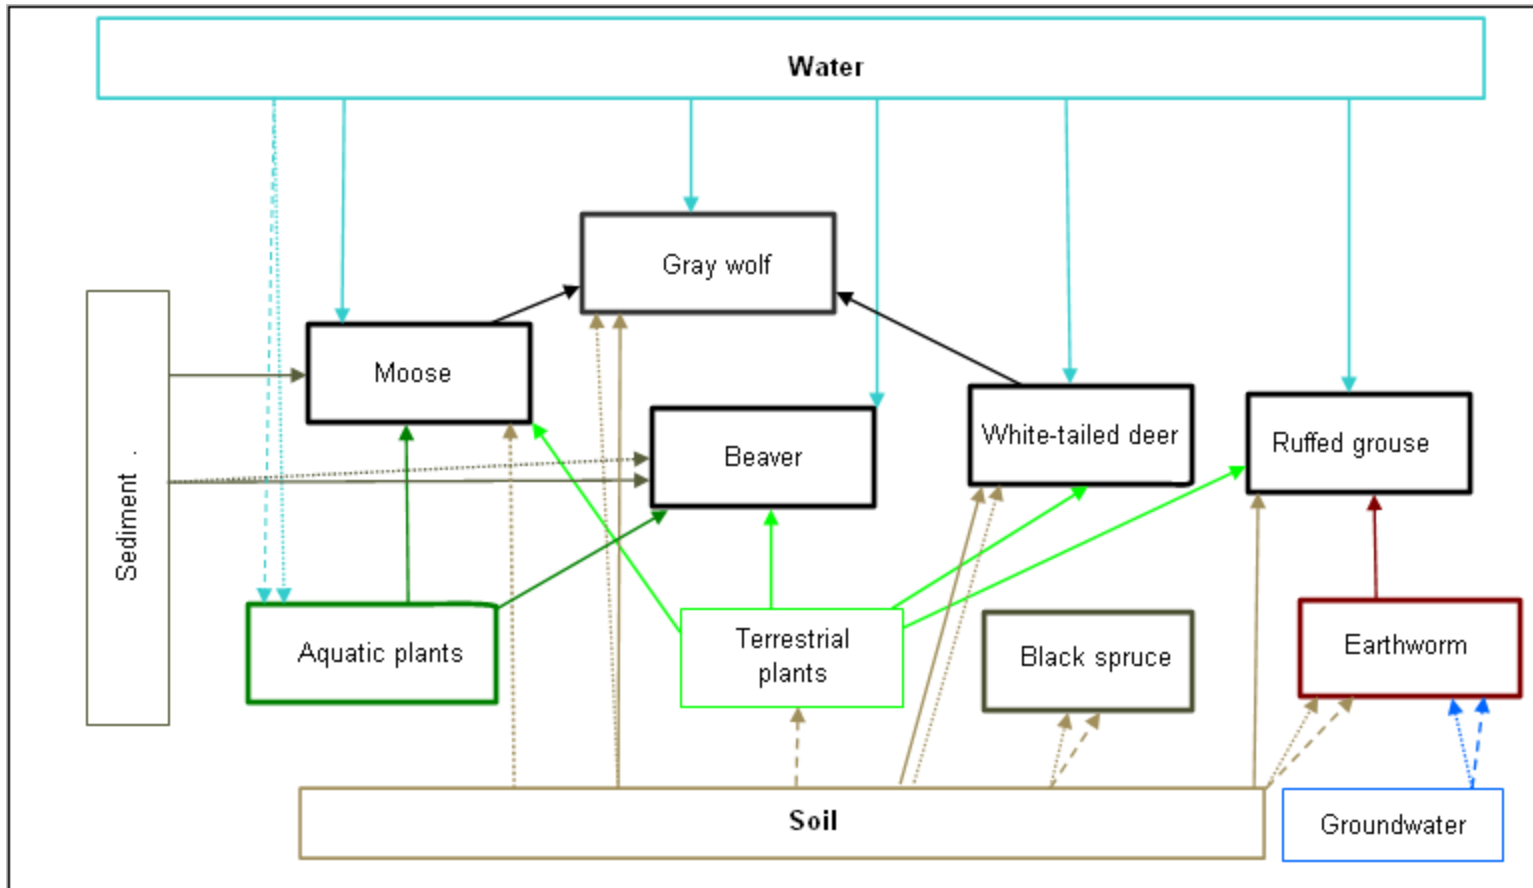 Water
Gray wolf
Moose
White-tailed deer
Ruffed grouse
Beaver
Sediment .
Aquatic plants
Terrestrial
plants
Black spruce
Earthworm
Soil
Groundwater